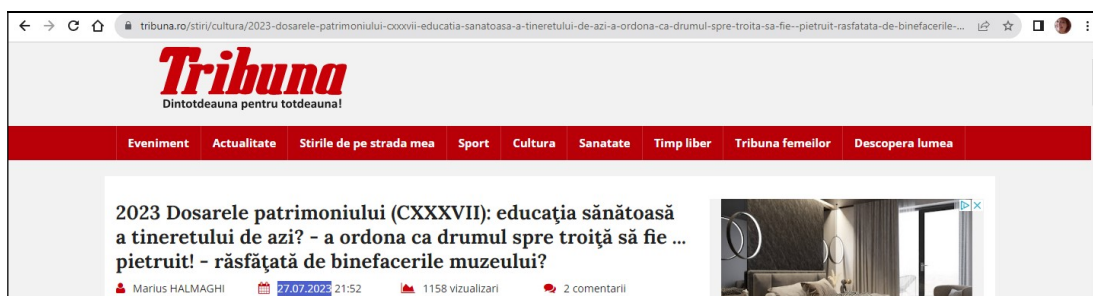 tribuna.ro/stiri/cultura/2023-dosarele-patrimoniului-cxxxvii-educatia-sanatoasa-a-tineretului-de-azi-a-ordona-ca-drumul-spre-troita-sa-fie--pietruit-rasfatata-de-binefacerile-...
Tribuna
Dintotdeauna pentru totdeauna!
Eveniment Actualitate Stirile de pe strada mea Sport Cultura Sanatate Timp liber Tribuna femeilor Descopera lumea
2023 Dosarele patrimoniului (CXXXVII): educaţia sănătoasă
a tineretului de azi? - a ordona ca drumul spre troiţă să fie ...
pietruit! - răsfăţată de binefacerile muzeului?
Marius HALMAGHI 27.07.2023 21:52 1158 vizualizari 2 comentarii